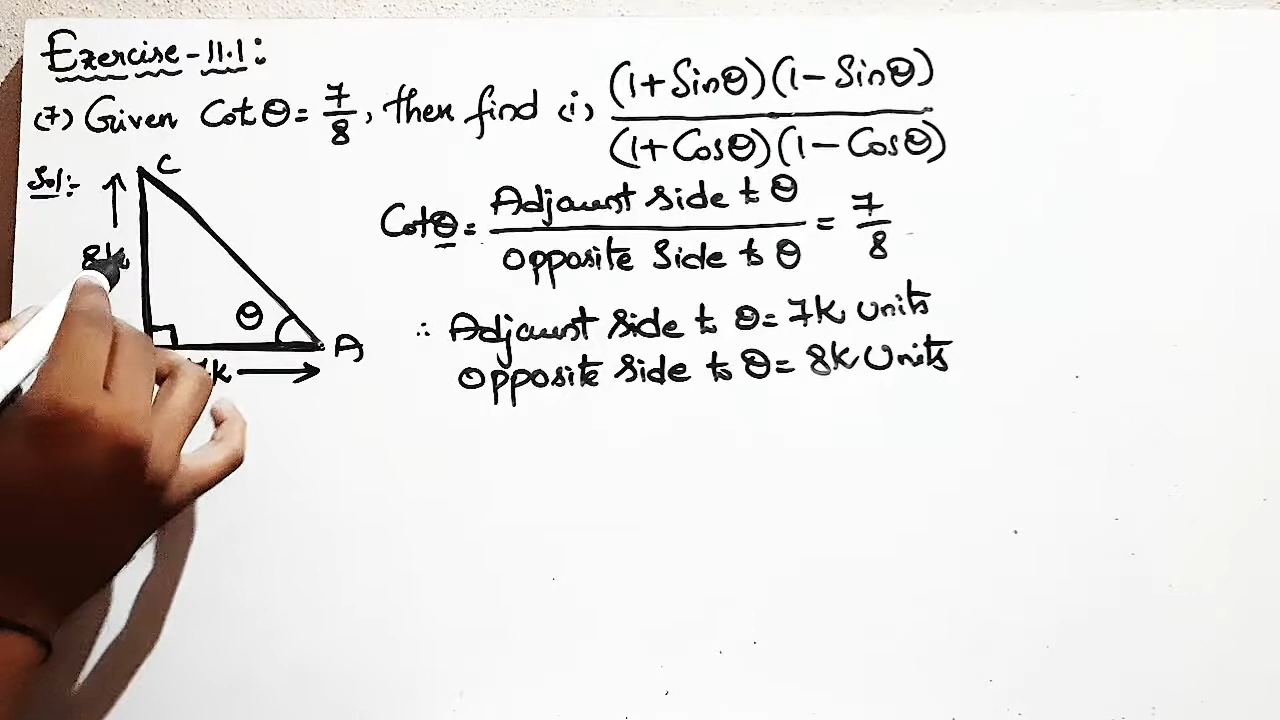 Exercise-11.1:
(7) Given Cot θ = 7/8, then find (i) (1+Sinθ)(1-Sinθ)/(1+Cosθ)(1-Cosθ)
Sol:-
C
8k
θ
A
k
Cotθ = Adjacent side to θ/Opposite Side to θ = 7/8
∴ Adjacent side to θ = 7k Units
Opposite side to θ = 8k Units